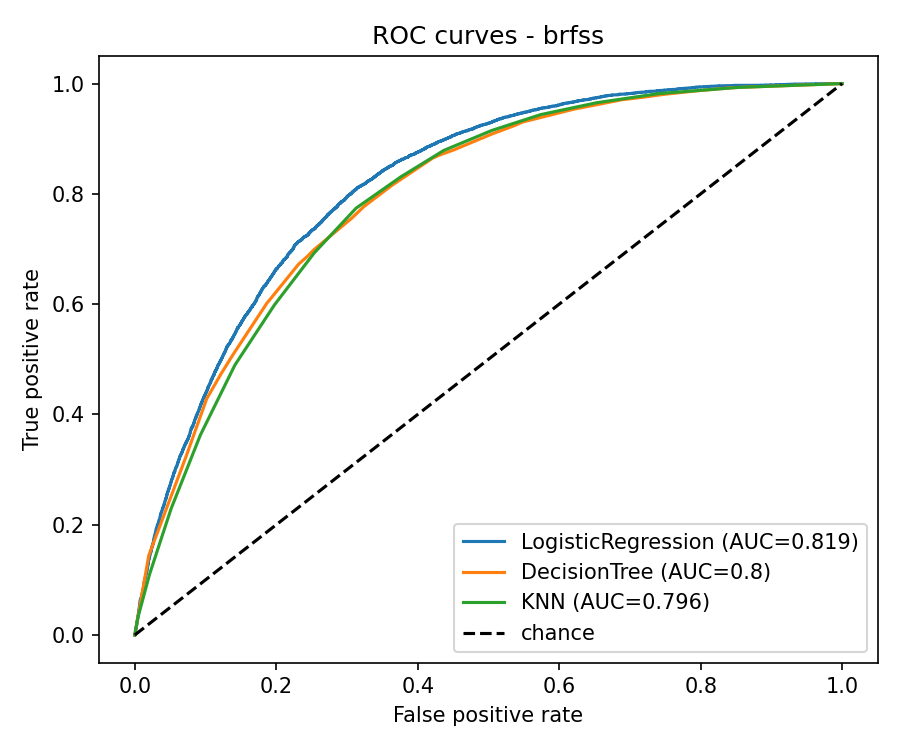 ROC curves - brfss
True positive rate
1.0
0.8
0.6
0.4
0.2
0.0
LogisticRegression (AUC=0.819)
DecisionTree (AUC=0.8)
KNN (AUC=0.796)
chance
0.0 0.2 0.4 0.6 0.8 1.0
False positive rate